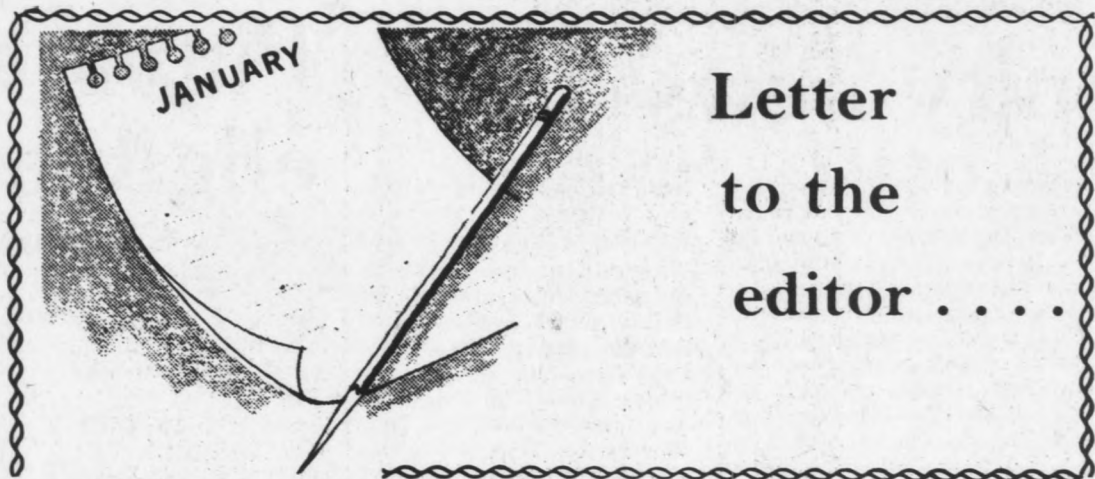 JANUARY
Letter
to the
editor . . . .